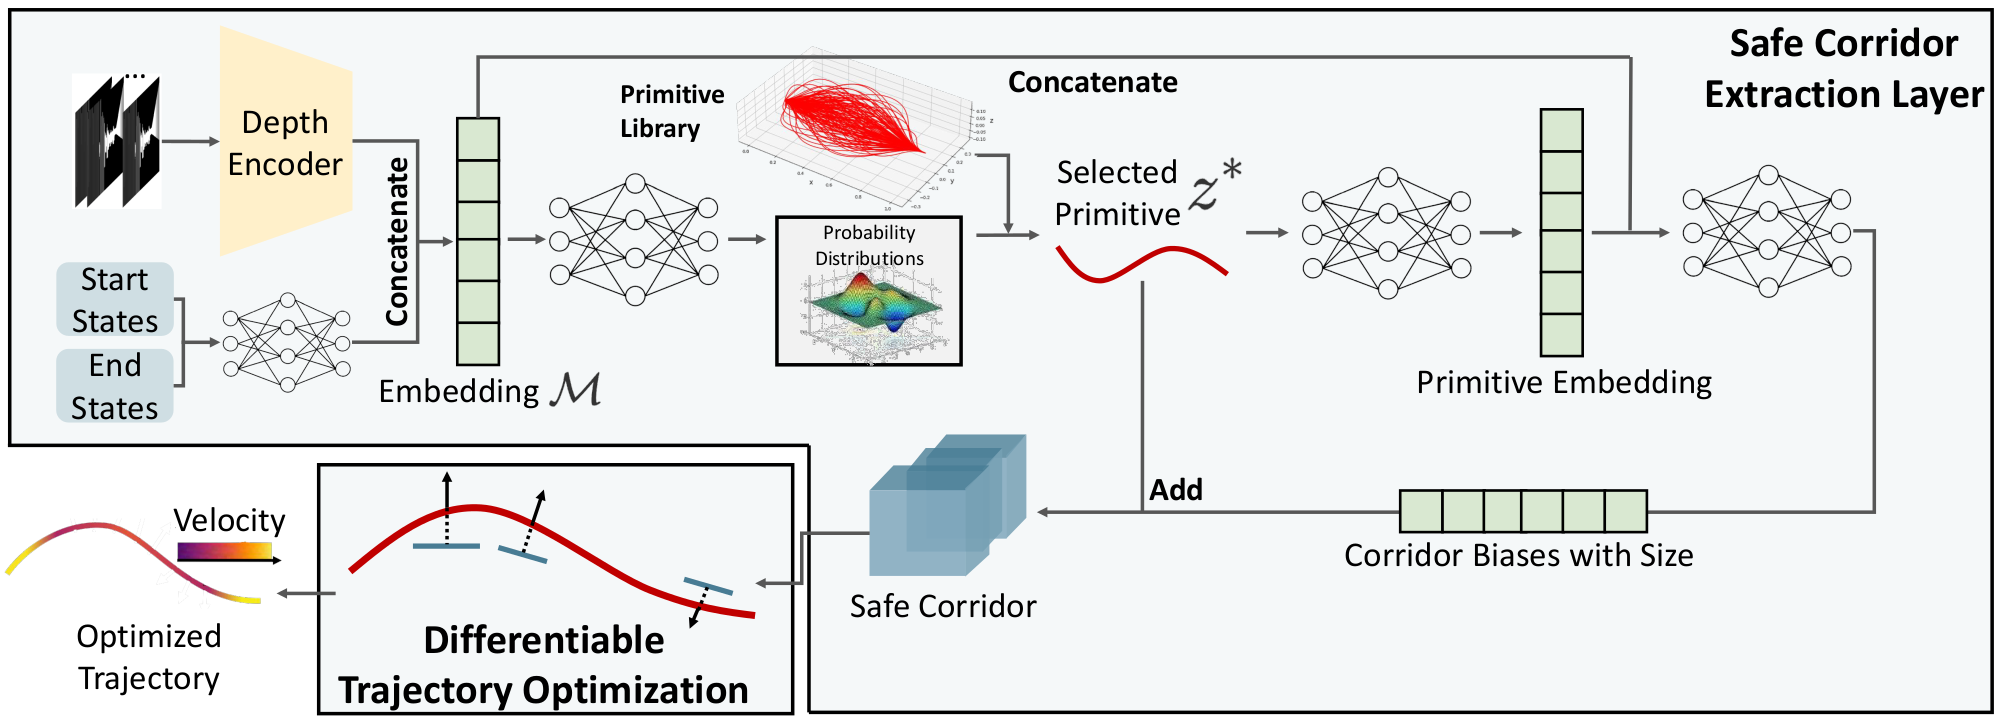 Safe Corridor
Extraction Layer
...
Depth
Encoder
Concatenate
Start
States
End
States
Embedding ℳ
Primitive
Library
Concatenate
Probability
Distributions
Selected
Primitive z*
Primitive Embedding
Add
Corridor Biases with Size
Safe Corridor
Differentiable
Trajectory Optimization
Velocity
Optimized
Trajectory